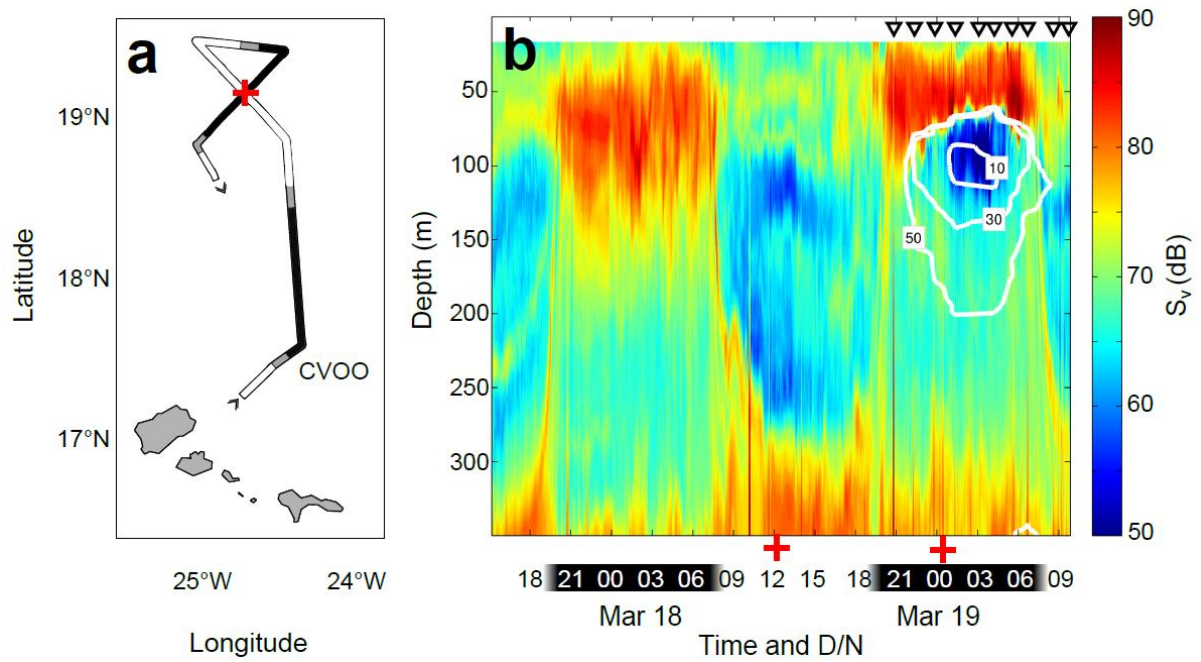 a
19°N
18°N
17°N
Latitude
CVOO
25°W 24°W
Longitude
b
50
100
150
200
250
300
Depth (m)
10
30
50
90
80
70
60
50
Sv (dB)
18 21 00 03 06 09 12 15 18 21 00 03 06 09
Mar 18 Mar 19
Time and D/N